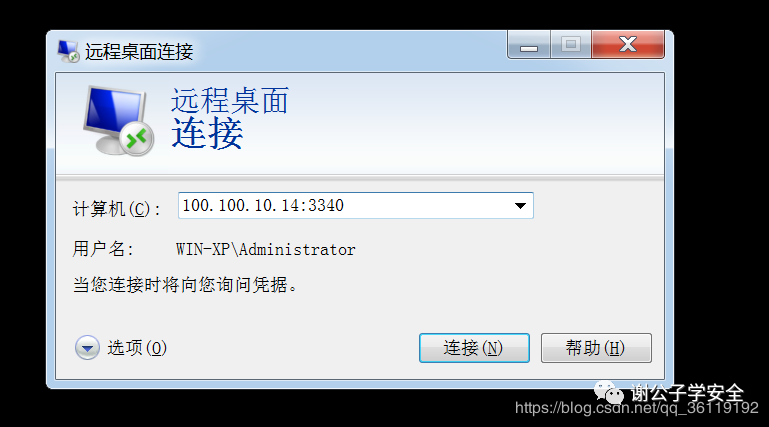 远程桌面连接
远程桌面
连接
计算机(C): 100.100.10.14:3340
用户名: WIN-XP\Administrator
当您连接时将向您询问凭据。
选项(O) 连接(N) 帮助(H)
谢公子学安全
https://blog.csdn.net/qq_36119192